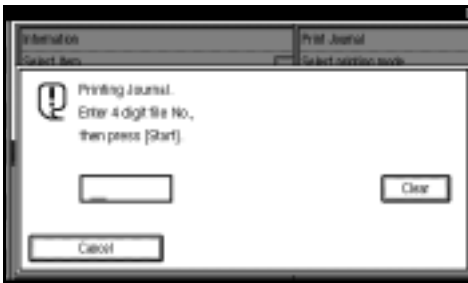 Information
Print Journal
Select item
Select printing mode
Printing Journal.
Enter 4 digit file No.,
then press [Start].
Clear
Cancel